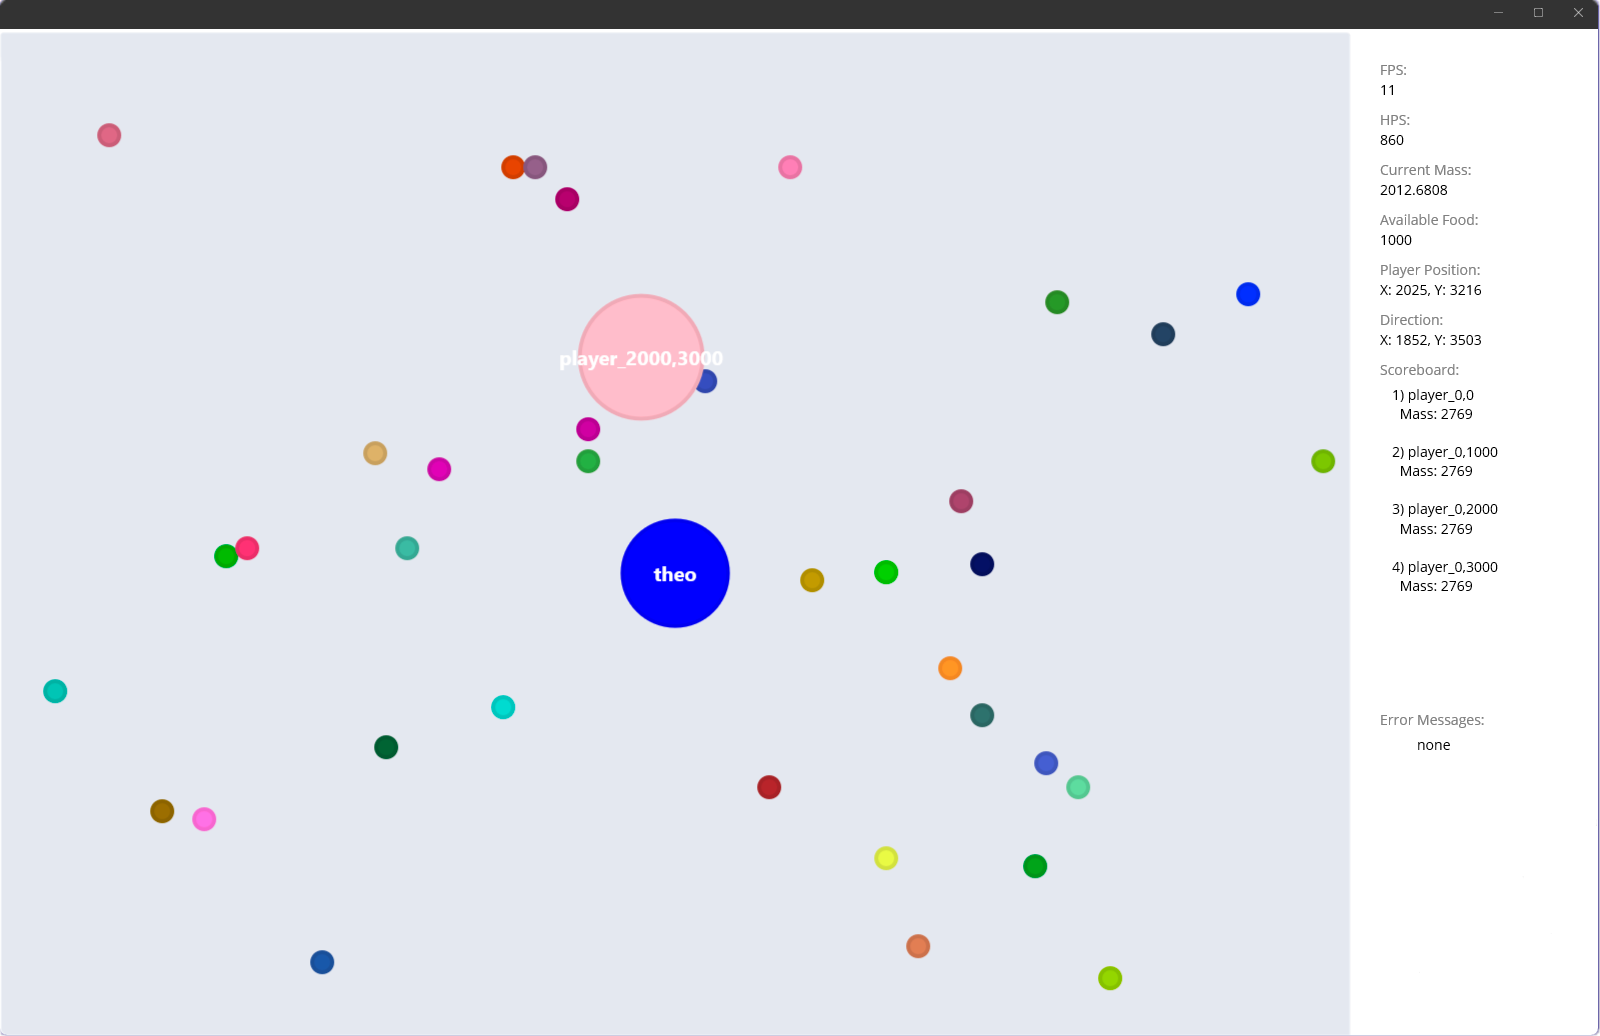 FPS:
11
HPS:
860
Current Mass:
2012.6808
Available Food:
1000
Player Position:
X: 2025, Y: 3216
Direction:
X: 1852, Y: 3503
Scoreboard:
1) player_0,0
Mass: 2769
2) player_0,1000
Mass: 2769
3) player_0,2000
Mass: 2769
4) player_0,3000
Mass: 2769
Error Messages:
none
player_2000,3000
theo